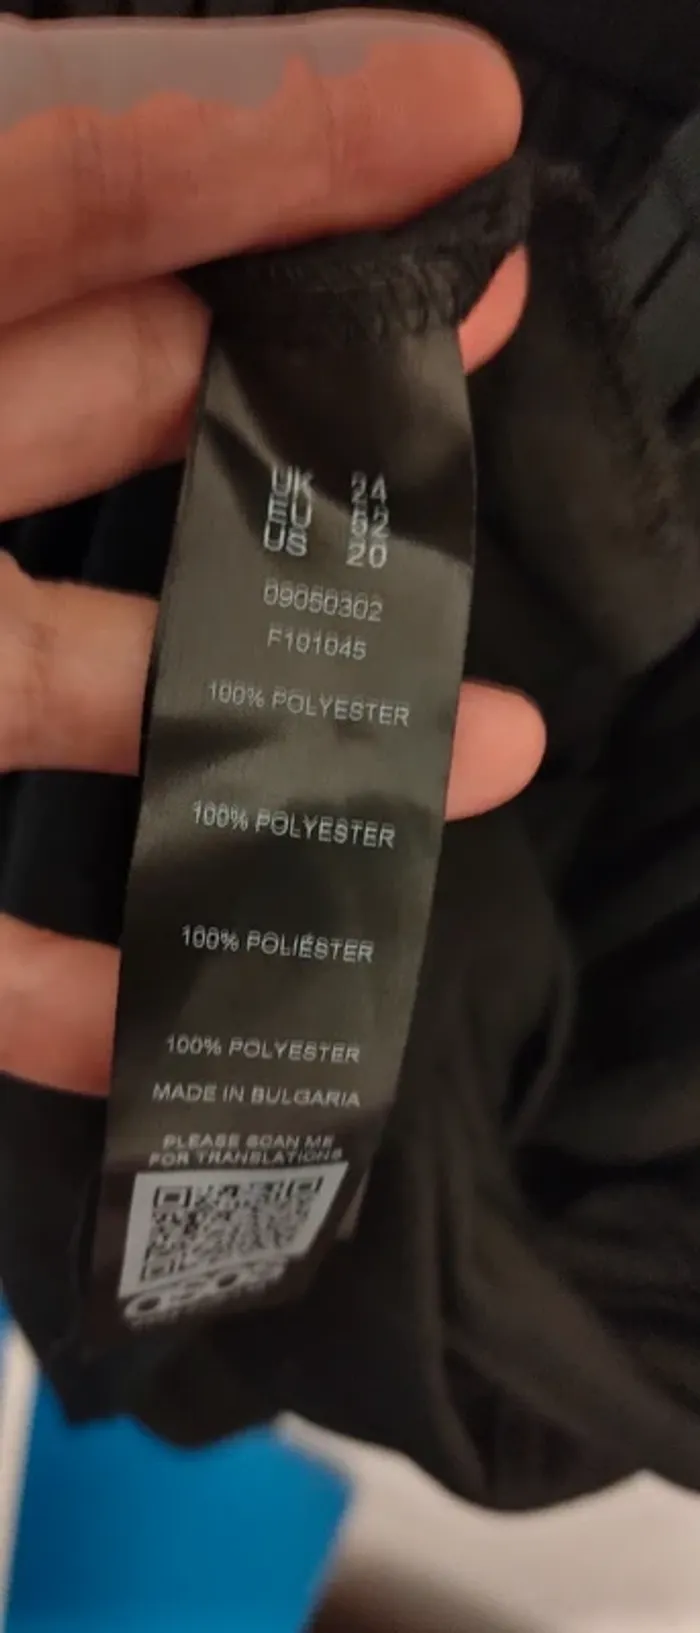 UK 24
EU 52
US 20
09050302
F101045
100% POLYESTER
100% POLYESTER
100% POLIÉSTER
100% POLYESTER
MADE IN BULGARIA
PLEASE SCAN ME
FOR TRANSLATIONS
asos